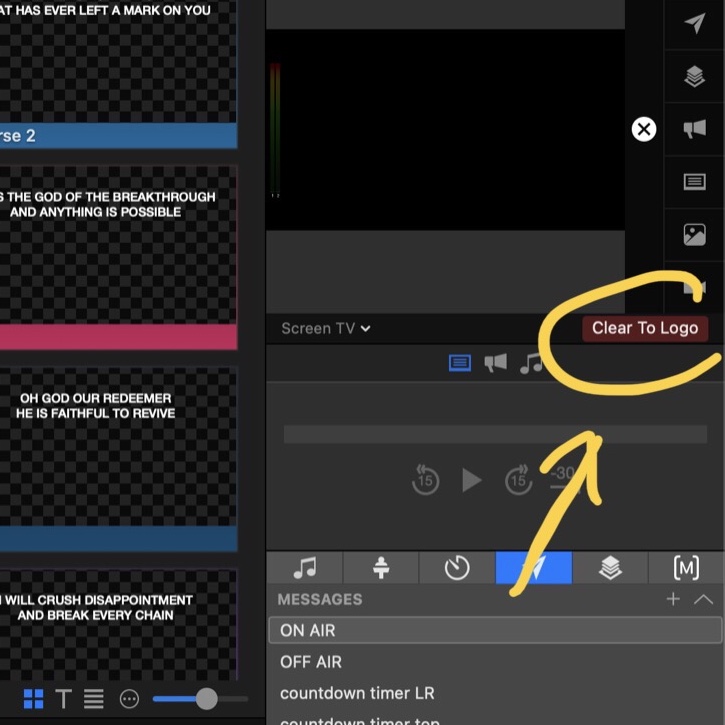 AT HAS EVER LEFT A MARK ON YOU
rse 2
S THE GOD OF THE BREAKTHROUGH
AND ANYTHING IS POSSIBLE
OH GOD OUR REDEEMER
HE IS FAITHFUL TO REVIVE
WILL CRUSH DISAPPOINTMENT
AND BREAK EVERY CHAIN
T
Screen TV
Clear To Logo
15
15
-30
[M]
MESSAGES
ON AIR
OFF AIR
countdown timer LR
countdown timer top